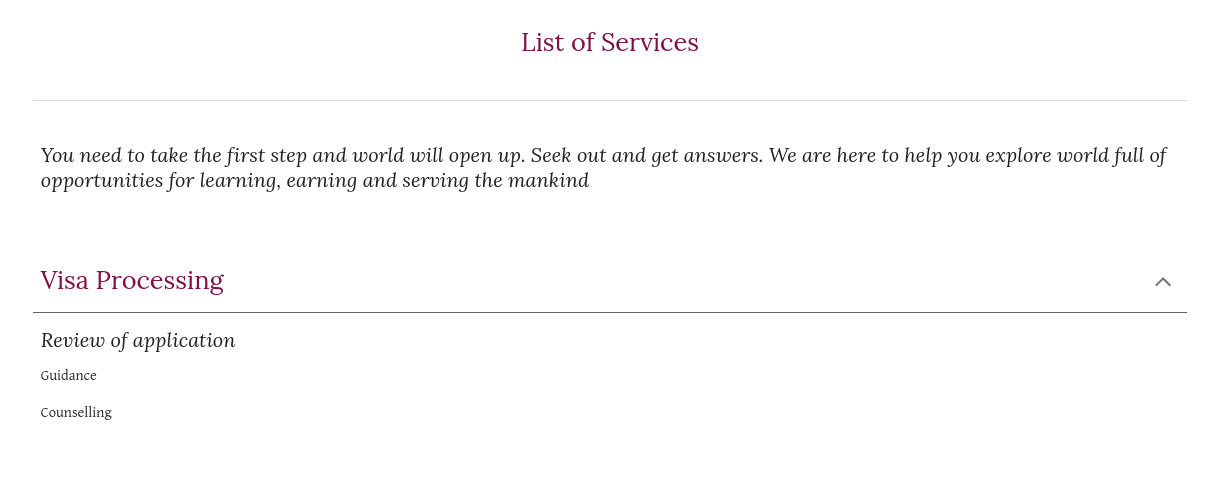 List of Services
You need to take the first step and world will open up. Seek out and get answers. We are here to help you explore world full of
opportunities for learning, earning and serving the mankind
Visa Processing
Review of application
Guidance
Counselling